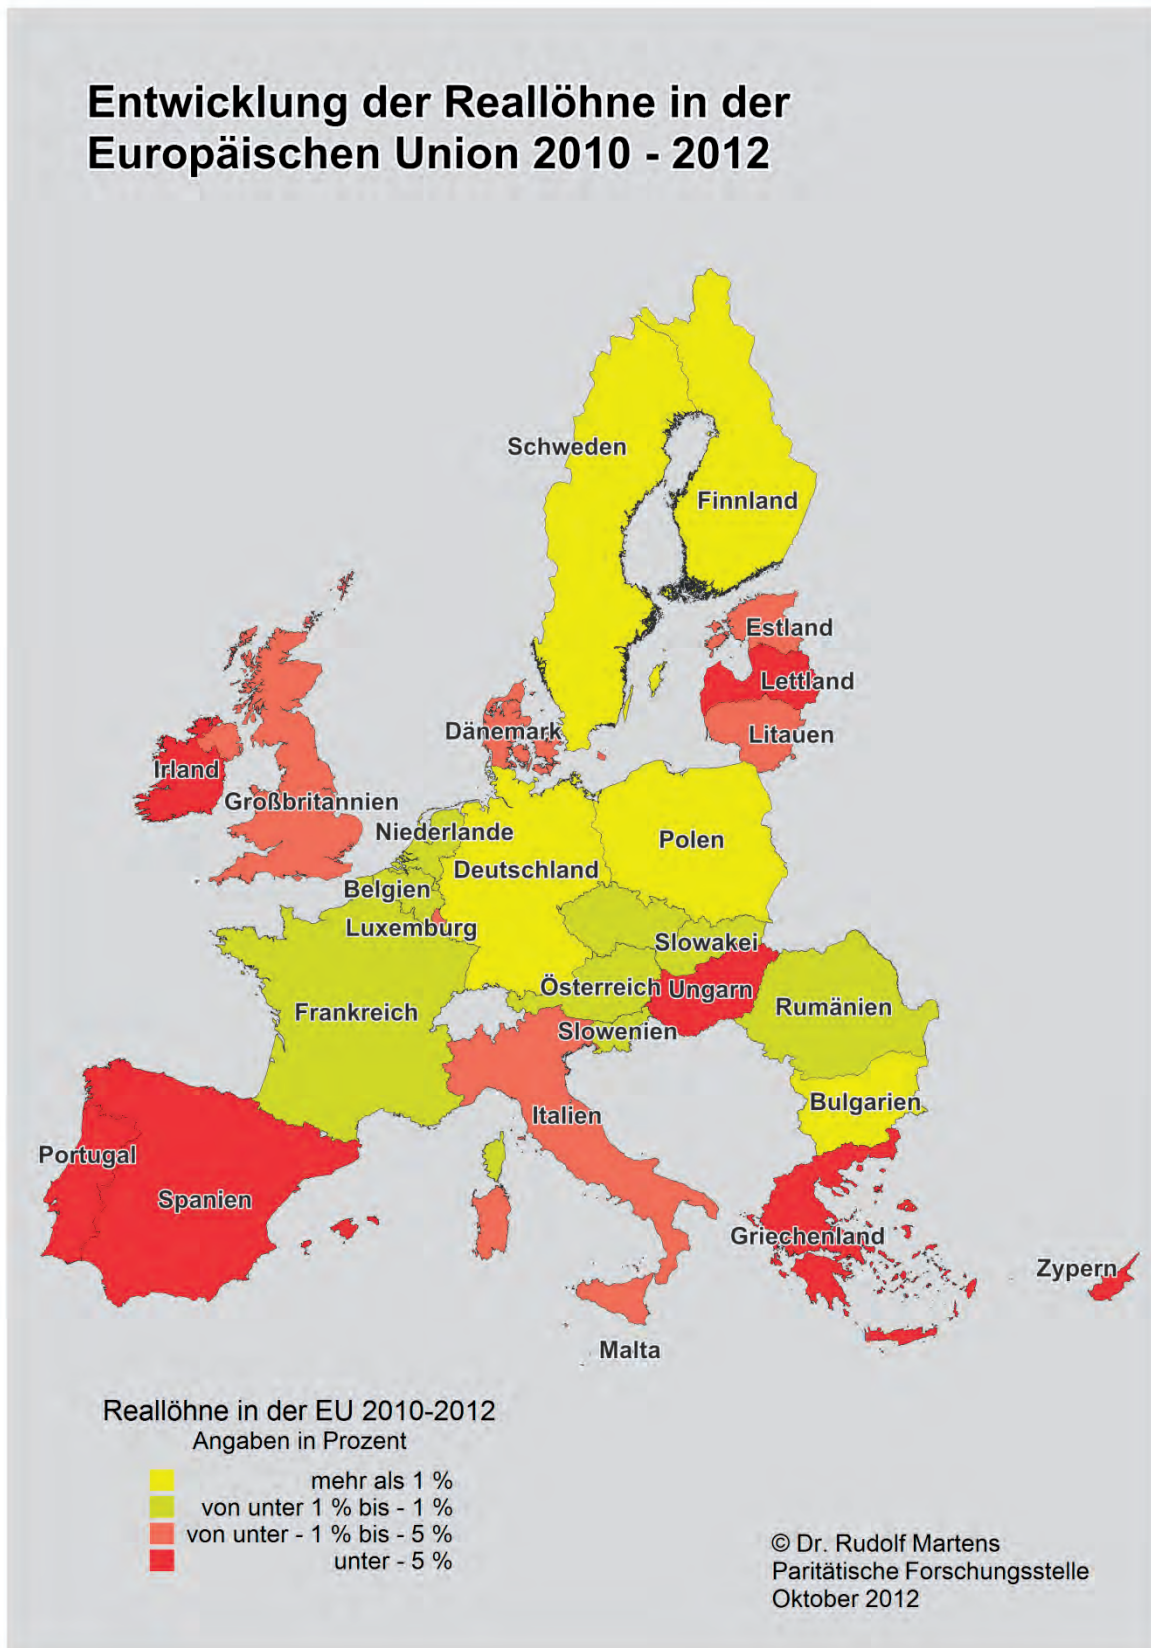 Entwicklung der Reallöhne in der
Europäischen Union 2010 - 2012
Schweden
Finnland
Estland
Lettland
Dänemark
Litauen
Irland
Großbritannien
Niederlande
Polen
Deutschland
Belgien
Luxemburg
Slowakei
Österreich
Ungarn
Frankreich
Rumänien
Slowenien
Bulgarien
Italien
Portugal
Spanien
Griechenland
Zypern
Malta
Reallöhne in der EU 2010-2012
Angaben in Prozent
mehr als 1 %
von unter 1 % bis - 1 %
von unter - 1 % bis - 5 %
unter - 5 %
© Dr. Rudolf Martens
Paritätische Forschungsstelle
Oktober 2012